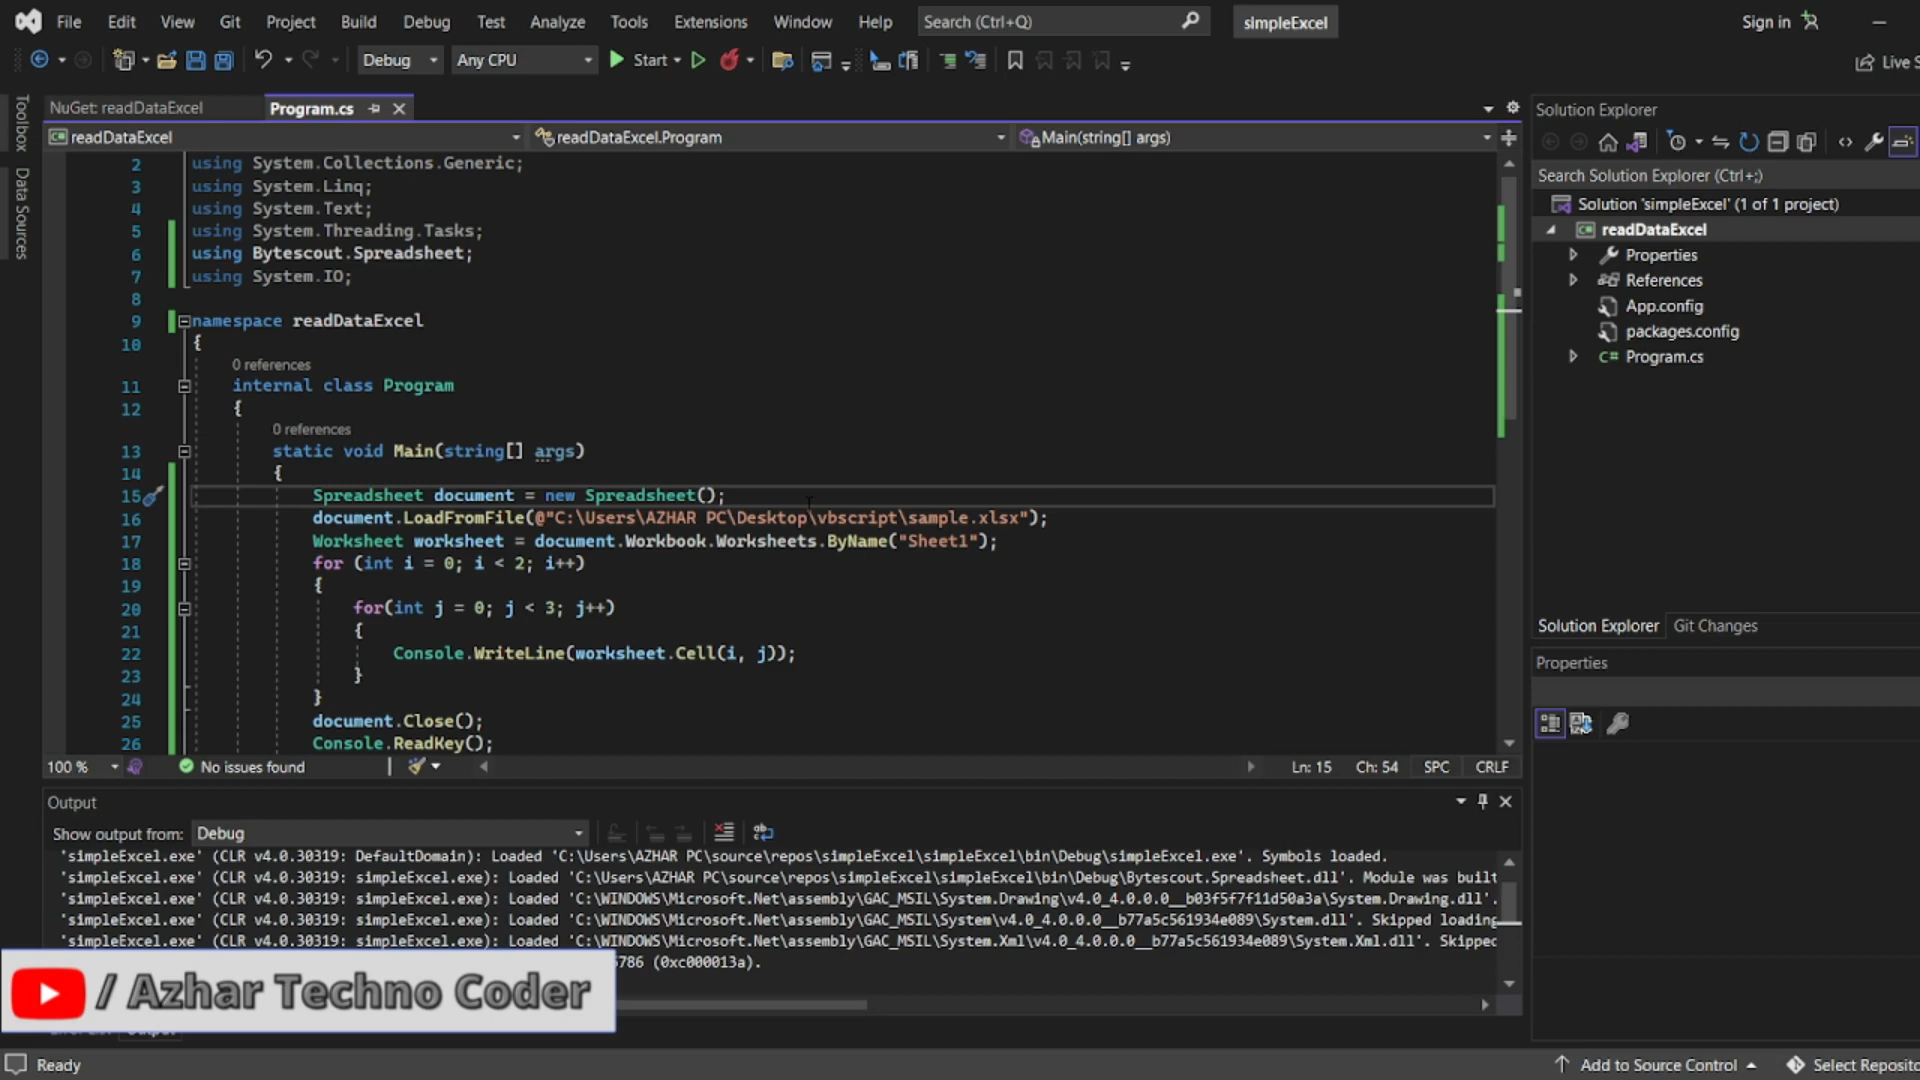 File Edit View Git Project Build Debug Test Analyze Tools Extensions Window Help Search (Ctrl+Q) simpleExcel Sign in
Debug Any CPU Start Live S
Toolbox
Data Sources
NuGet: readDataExcel Program.cs
readDataExcel readDataExcel.Program Main(string[] args)
2 using System.Collections.Generic;
3 using System.Linq;
4 using System.Text;
5 using System.Threading.Tasks;
6 using Bytescout.Spreadsheet;
7 using System.IO;
8
9 namespace readDataExcel
10 {
0 references
11 internal class Program
12 {
0 references
13 static void Main(string[] args)
14 {
15 Spreadsheet document = new Spreadsheet();
16 document.LoadFromFile(@"C:\Users\AZHAR PC\Desktop\vbscript\sample.xlsx");
17 Worksheet worksheet = document.Workbook.Worksheets.ByName("Sheet1");
18 for (int i = 0; i < 2; i++)
19 {
20 for(int j = 0; j < 3; j++)
21 {
22 Console.WriteLine(worksheet.Cell(i, j));
23 }
24 }
25 document.Close();
26 Console.ReadKey();
100 % No issues found Ln: 15 Ch: 54 SPC CRLF
Output
Show output from: Debug
'simpleExcel.exe' (CLR v4.0.30319: DefaultDomain): Loaded 'C:\Users\AZHAR PC\source\repos\simpleExcel\simpleExcel\bin\Debug\simpleExcel.exe'. Symbols loaded.
'simpleExcel.exe' (CLR v4.0.30319: simpleExcel.exe): Loaded 'C:\Users\AZHAR PC\source\repos\simpleExcel\simpleExcel\bin\Debug\Bytescout.Spreadsheet.dll'. Module was built
'simpleExcel.exe' (CLR v4.0.30319: simpleExcel.exe): Loaded 'C:\WINDOWS\Microsoft.Net\assembly\GAC_MSIL\System.Drawing\v4.0_4.0.0.0__b03f5f7f11d50a3a\System.Drawing.dll'.
'simpleExcel.exe' (CLR v4.0.30319: simpleExcel.exe): Loaded 'C:\WINDOWS\Microsoft.Net\assembly\GAC_MSIL\System\v4.0_4.0.0.0__b77a5c561934e089\System.dll'. Skipped loading
'simpleExcel.exe' (CLR v4.0.30319: simpleExcel.exe): Loaded 'C:\WINDOWS\Microsoft.Net\assembly\GAC_MSIL\System.Xml\v4.0_4.0.0.0__b77a5c561934e089\System.Xml.dll'. Skipped
786 (0xc000013a).
/ Azhar Techno Coder
Ready Add to Source Control Select Reposito
Solution Explorer
Search Solution Explorer (Ctrl+;)
Solution 'simpleExcel' (1 of 1 project)
readDataExcel
Properties
References
App.config
packages.config
C# Program.cs
Solution Explorer Git Changes
Properties